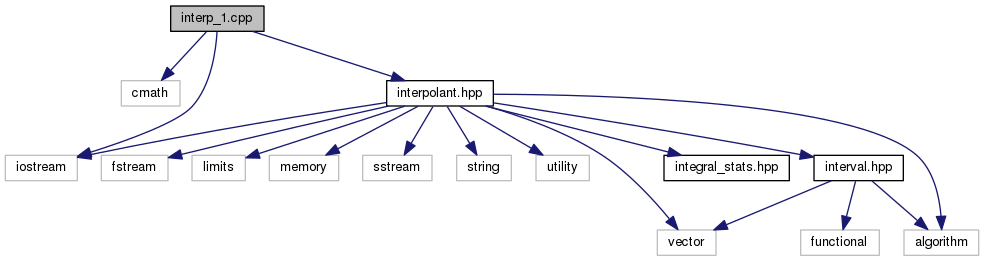 interp_1.cpp
cmath
interpolant.hpp
iostream
fstream
limits
memory
sstream
string
utility
integral_stats.hpp
interval.hpp
vector
functional
algorithm